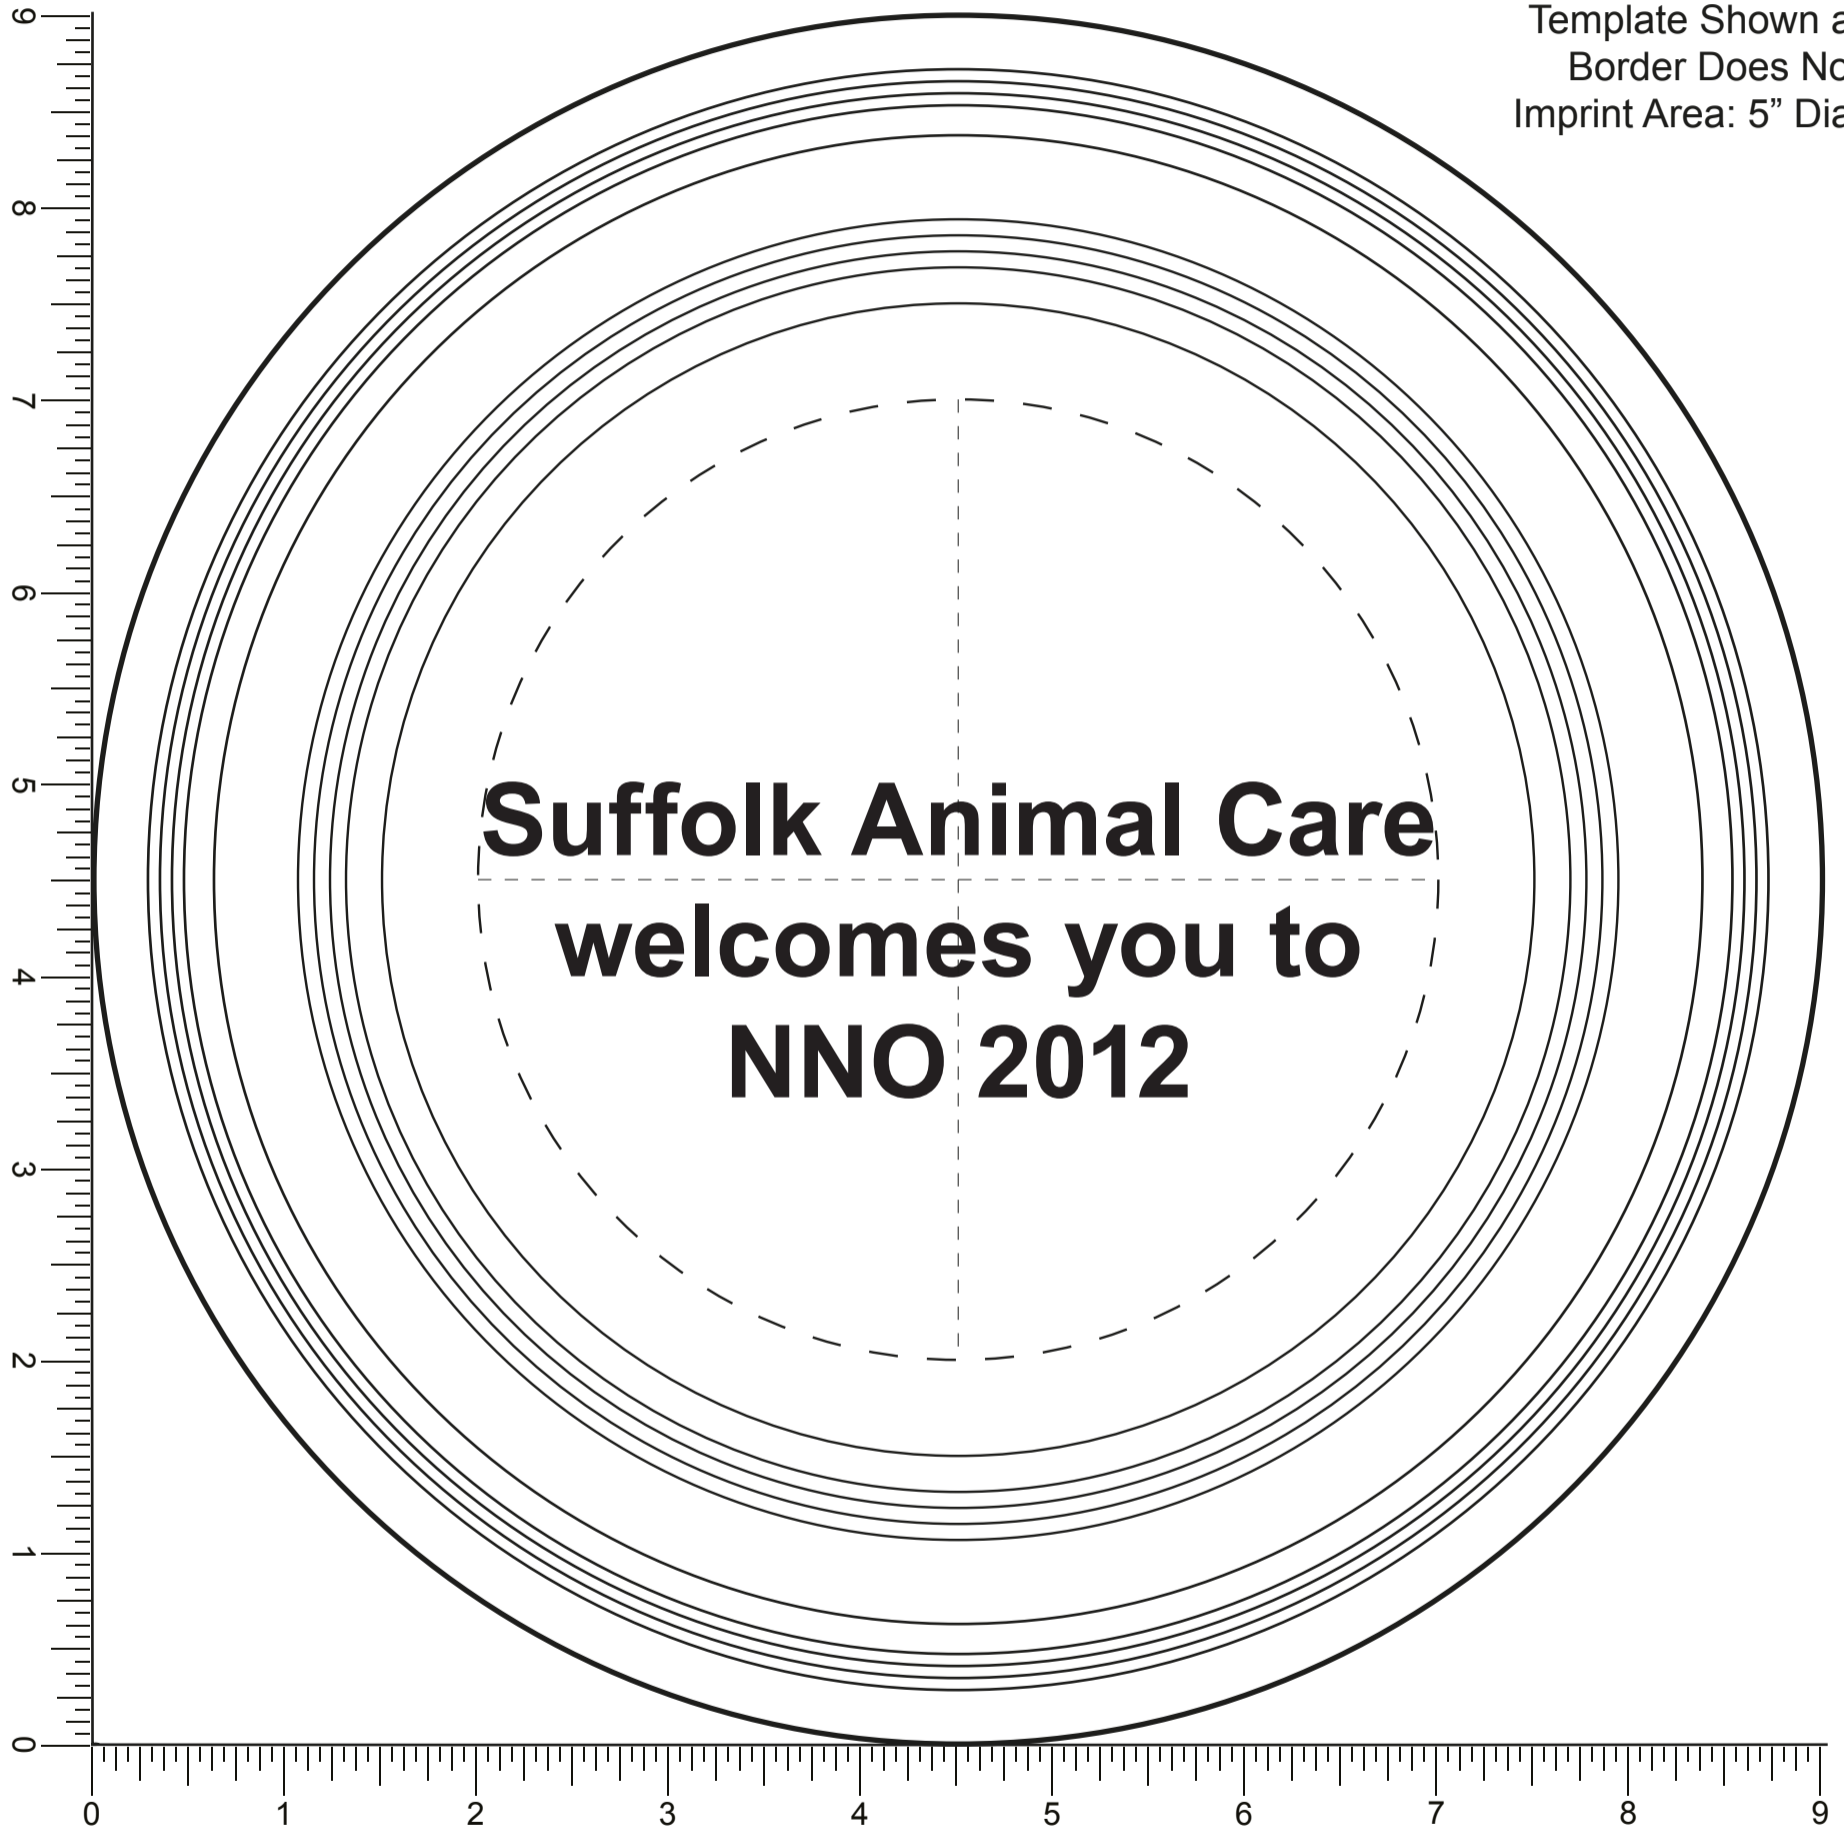 Template Shown a
Border Does No
Imprint Area: 5” Dia
9
8
7
6
5
4
3
2
1
0
Suffolk Animal Care
welcomes you to
NNO 2012
0 1 2 3 4 5 6 7 8 9